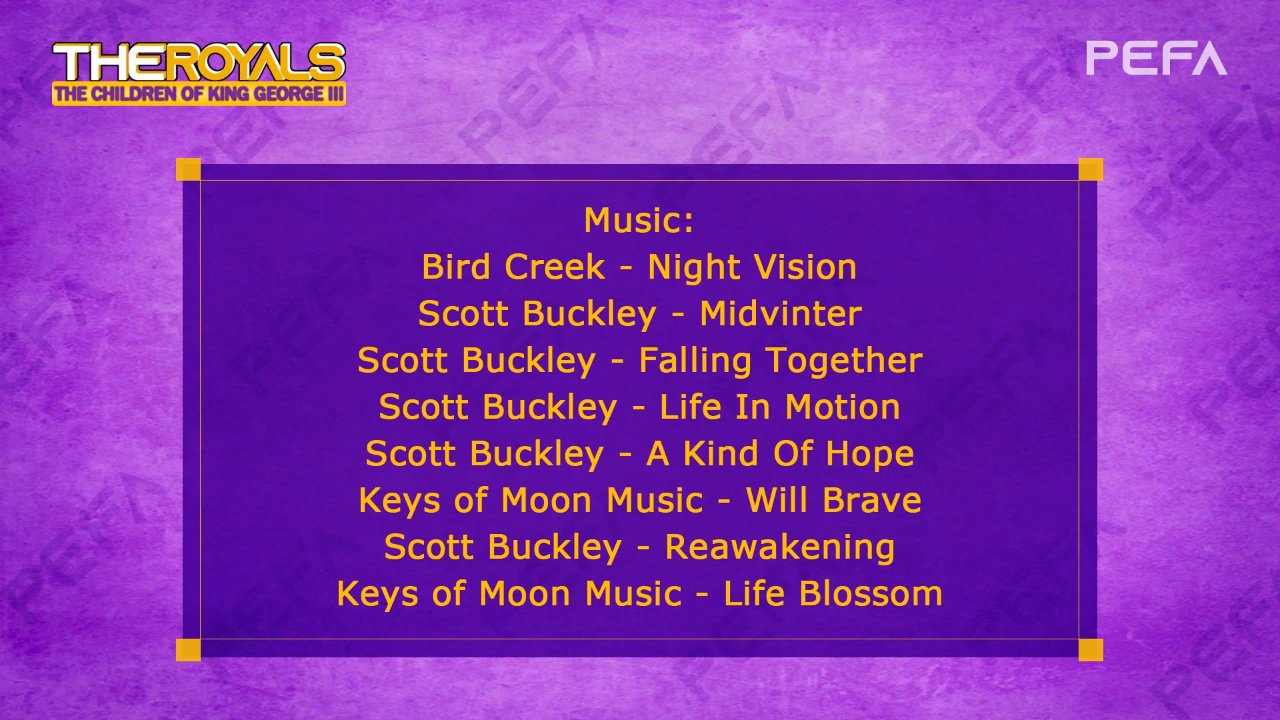 THE ROYALS
THE CHILDREN OF KING GEORGE III
PEFA
Music:
Bird Creek - Night Vision
Scott Buckley - Midvinter
Scott Buckley - Falling Together
Scott Buckley - Life In Motion
Scott Buckley - A Kind Of Hope
Keys of Moon Music - Will Brave
Scott Buckley - Reawakening
Keys of Moon Music - Life Blossom